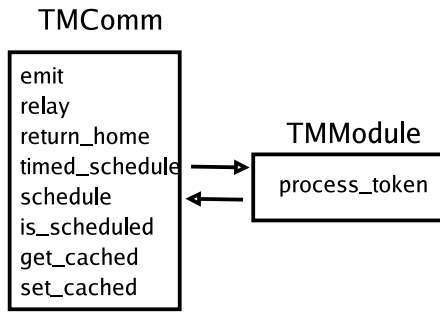 TMComm
emit
relay
return_home
timed_schedule
schedule
is_scheduled
get_cached
set_cached
TMModule
process_token